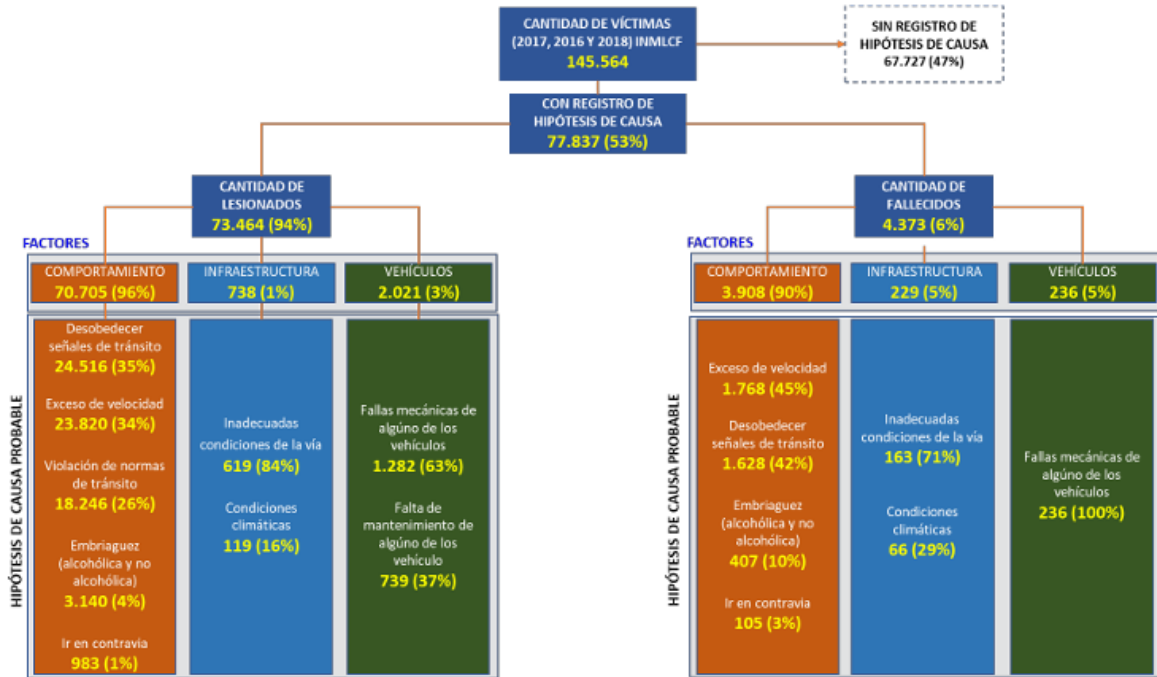 CANTIDAD DE VÍCTIMAS
(2017, 2016 Y 2018) INMLCF
145.564
SIN REGISTRO DE
HIPÓTESIS DE CAUSA
67.727 (47%)
CON REGISTRO DE
HIPÓTESIS DE CAUSA
77.837 (53%)
CANTIDAD DE
LESIONADOS
73.464 (94%)
CANTIDAD DE
FALLECIDOS
4.373 (6%)
FACTORES
COMPORTAMIENTO
70.705 (96%)
INFRAESTRUCTURA
738 (1%)
VEHÍCULOS
2.021 (3%)
HIPÓTESIS DE CAUSA PROBABLE
Desobedecer
señales de tránsito
24.516 (35%)
Exceso de velocidad
23.820 (34%)
Violación de normas
de tránsito
18.246 (26%)
Embriaguez
(alcohólica y no
alcohólica)
3.140 (4%)
Ir en contravia
983 (1%)
Inadecuadas
condiciones de la vía
619 (84%)
Condiciones
climáticas
119 (16%)
Fallas mecánicas de
algúno de los
vehículos
1.282 (63%)
Falta de
mantenimiento de
algúno de los
vehículo
739 (37%)
FACTORES
COMPORTAMIENTO
3.908 (90%)
INFRAESTRUCTURA
229 (5%)
VEHÍCULOS
236 (5%)
HIPÓTESIS DE CAUSA PROBABLE
Exceso de velocidad
1.768 (45%)
Desobedecer
señales de tránsito
1.628 (42%)
Embriaguez
(alcohólica y no
alcohólica)
407 (10%)
Ir en contravia
105 (3%)
Inadecuadas
condiciones de la vía
163 (71%)
Condiciones
climáticas
66 (29%)
Fallas mecánicas de
algúno de los
vehículos
236 (100%)